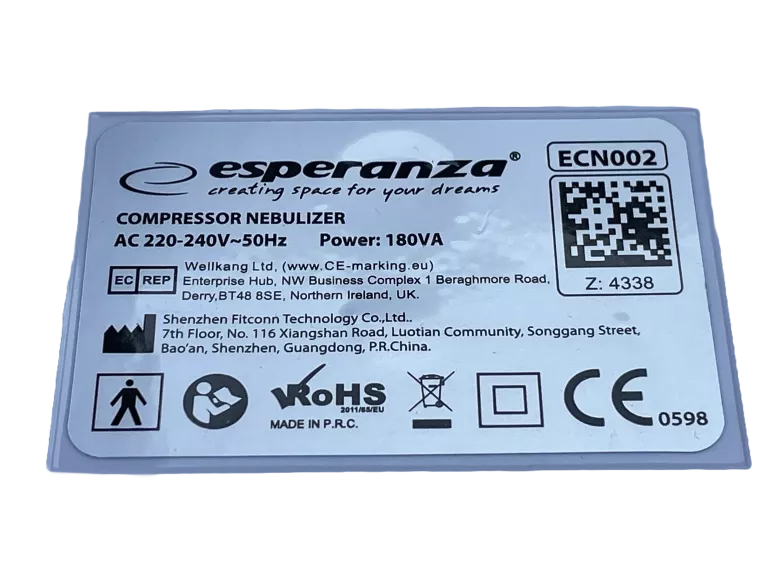 esperanza®
creating space for your dreams
ECN002
COMPRESSOR NEBULIZER
AC 220-240V~50Hz Power: 180VA
Z: 4338
EC REP
Wellkang Ltd, (www.CE-marking.eu)
Enterprise Hub, NW Business Complex 1 Beraghmore Road,
Derry,BT48 8SE, Northern Ireland, UK.
Shenzhen Fitconn Technology Co.,Ltd..
7th Floor, No. 116 Xiangshan Road, Luotian Community, Songgang Street,
Bao'an, Shenzhen, Guangdong, P.R.China.
RoHS
2011/65/EU
MADE IN P.R.C.
CE 0598